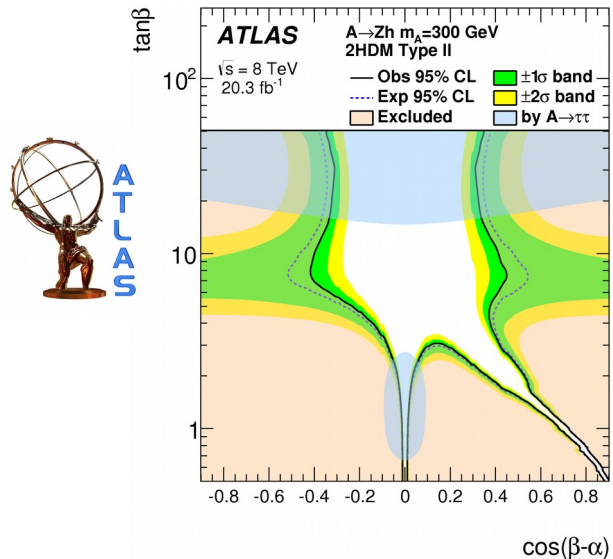 ATLAS
tanβ
ATLAS
√s = 8 TeV
20.3 fb⁻¹
A→Zh m_A=300 GeV
2HDM Type II
Obs 95% CL
±1σ band
Exp 95% CL
±2σ band
Excluded
by A→ττ
10²
10
1
-0.8 -0.6 -0.4 -0.2 0 0.2 0.4 0.6 0.8
cos(β-α)